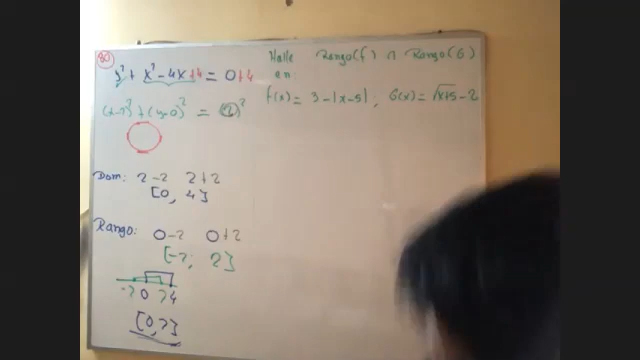 80
y² + x² - 4x + 4 = 0 + 4
(x-2)² + (y-0)² = (2)²
Dom: 2-2 2+2
[0, 4]
Rango: 0-2 0+2
[-2; 2]
-2 0 2 4
[0,2]
Halle Rango(f) ∩ Rango(G)
en:
f(x) = 3 - |x-5| , G(x) = √x+5 - 2